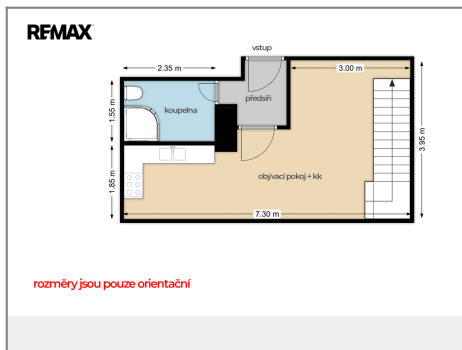 RE/MAX
vstup
2.35 m
3.00 m
předsíň
koupelna
1.55 m
3.95 m
1.85 m
obývací pokoj + kk
7.30 m
rozměry jsou pouze orientační